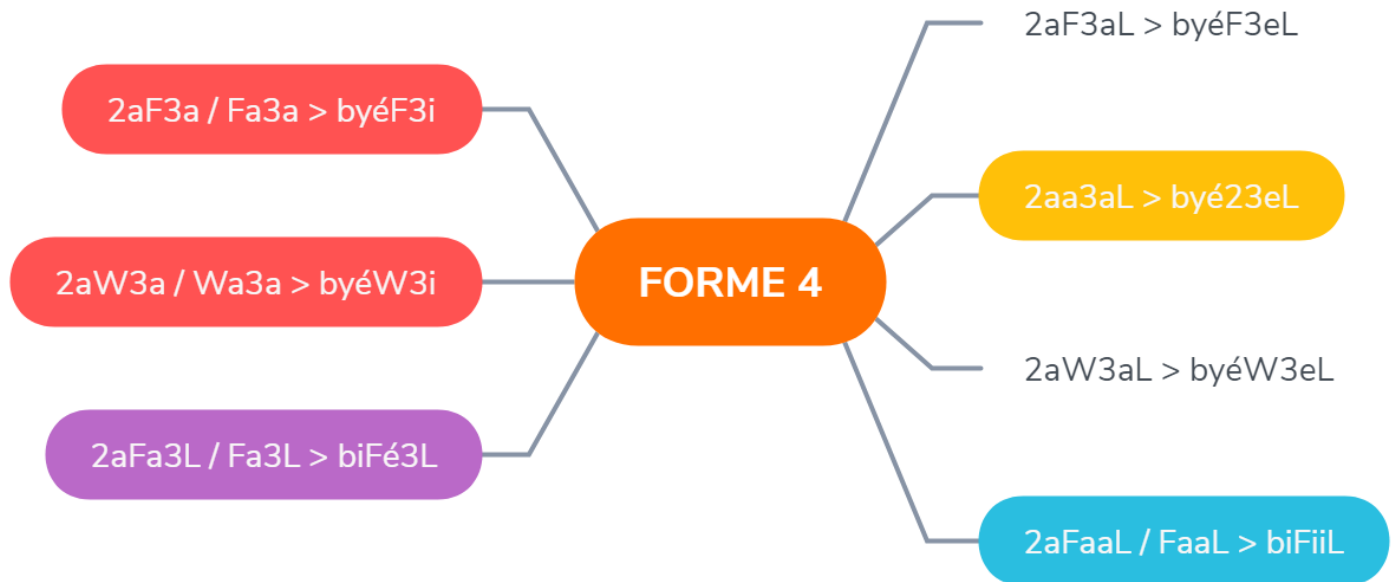 2aF3a / Fa3a > byéF3i
2aW3a / Wa3a > byéW3i
2aFa3L / Fa3L > biFé3L
FORME 4
2aF3aL > byéF3eL
2aa3aL > byé23eL
2aW3aL > byéW3eL
2aFaaL / FaaL > biFiiL